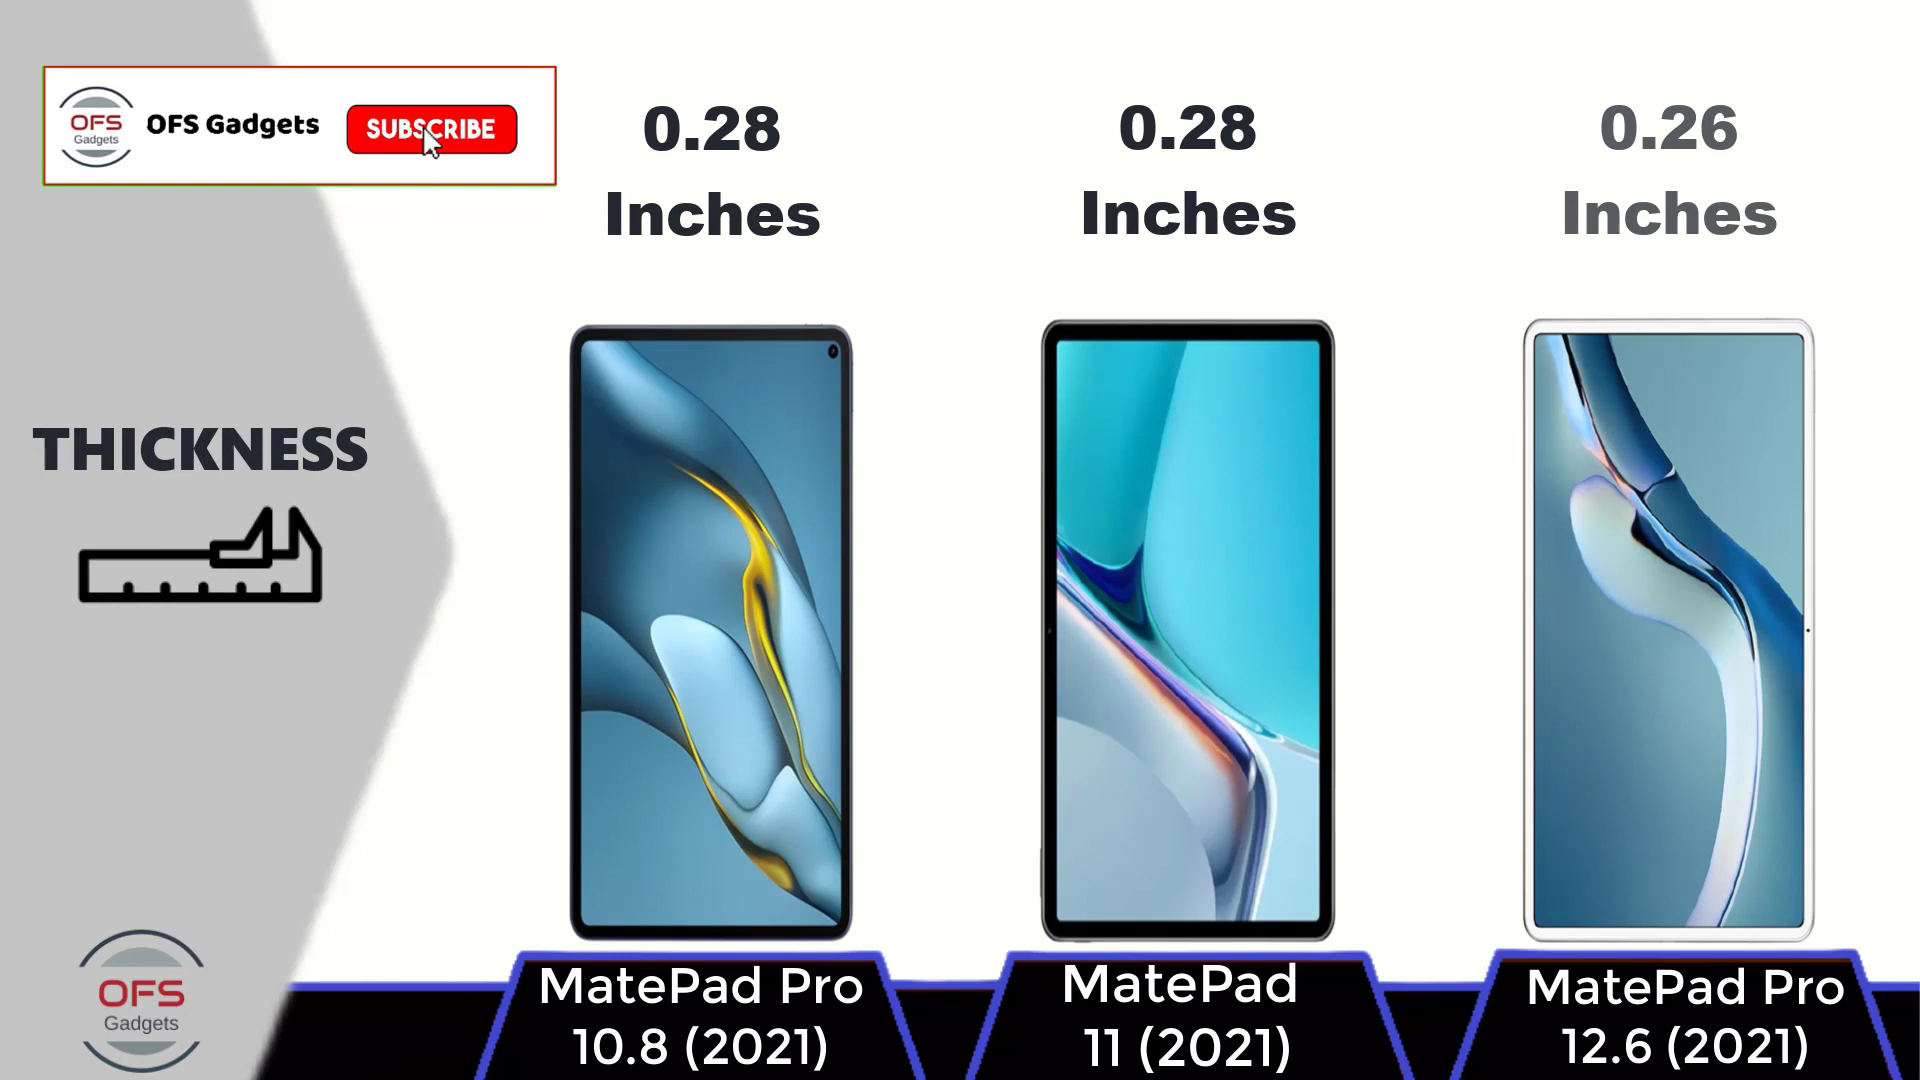 OFS
Gadgets
OFS Gadgets
SUBSCRIBE
0.28
Inches
0.28
Inches
0.26
Inches
THICKNESS
OFS
Gadgets
MatePad Pro
10.8 (2021)
MatePad
11 (2021)
MatePad Pro
12.6 (2021)